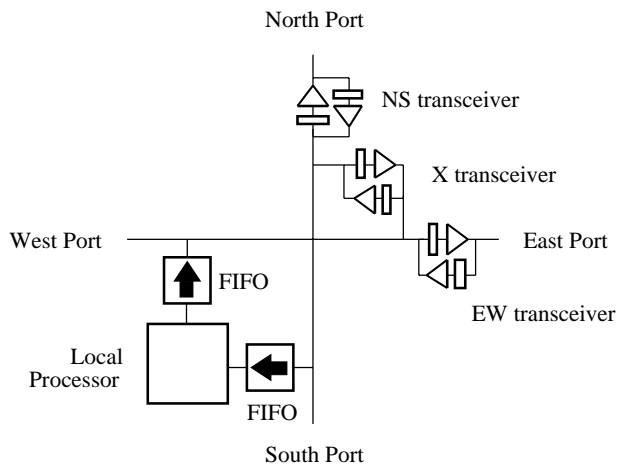 North Port
NS transceiver
X transceiver
West Port
East Port
FIFO
EW transceiver
Local
Processor
FIFO
South Port